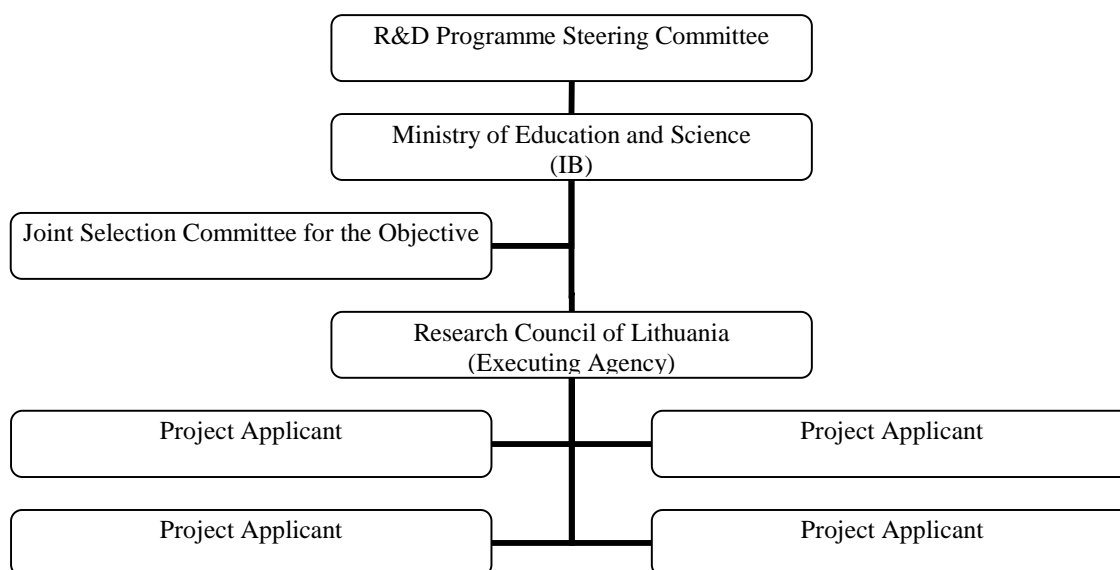 R&D Programme Steering Committee
Ministry of Education and Science
(IB)
Joint Selection Committee for the Objective
Research Council of Lithuania
(Executing Agency)
Project Applicant
Project Applicant
Project Applicant
Project Applicant